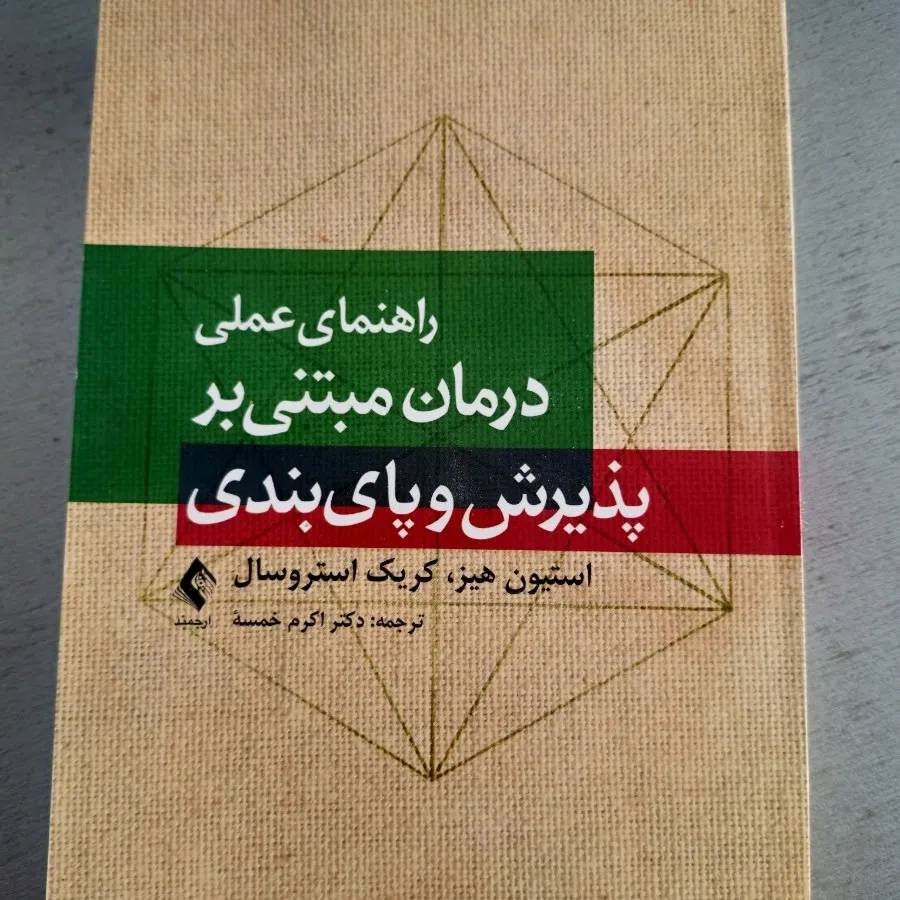 راهنمای عملی
درمان مبتنی‌بر
پذیرش و پای‌بندی
استیون هیز، کریک استروسال
ترجمه: دکتر اکرم خمسهٔ
ارجمند